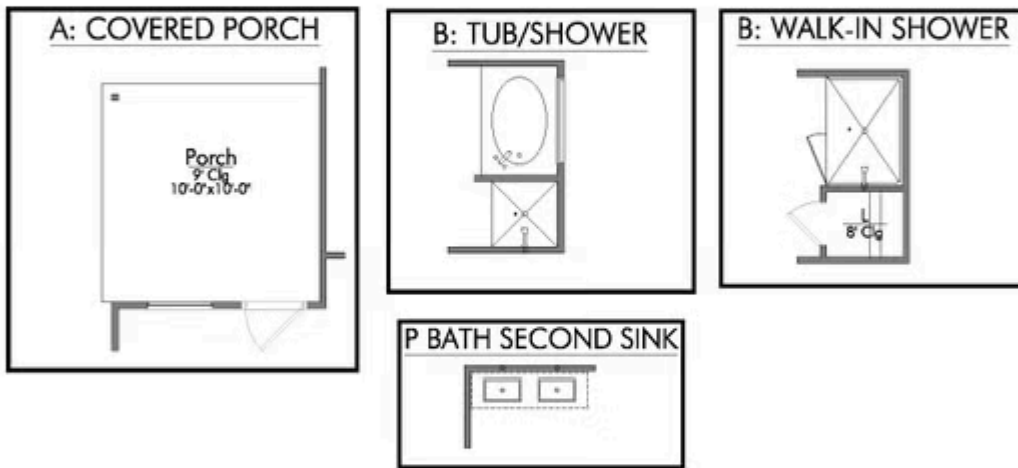 A: COVERED PORCH
Porch
9' Clg
10'-0"x10'-0"
B: TUB/SHOWER
B: WALK-IN SHOWER
L
8' Clg
P BATH SECOND SINK